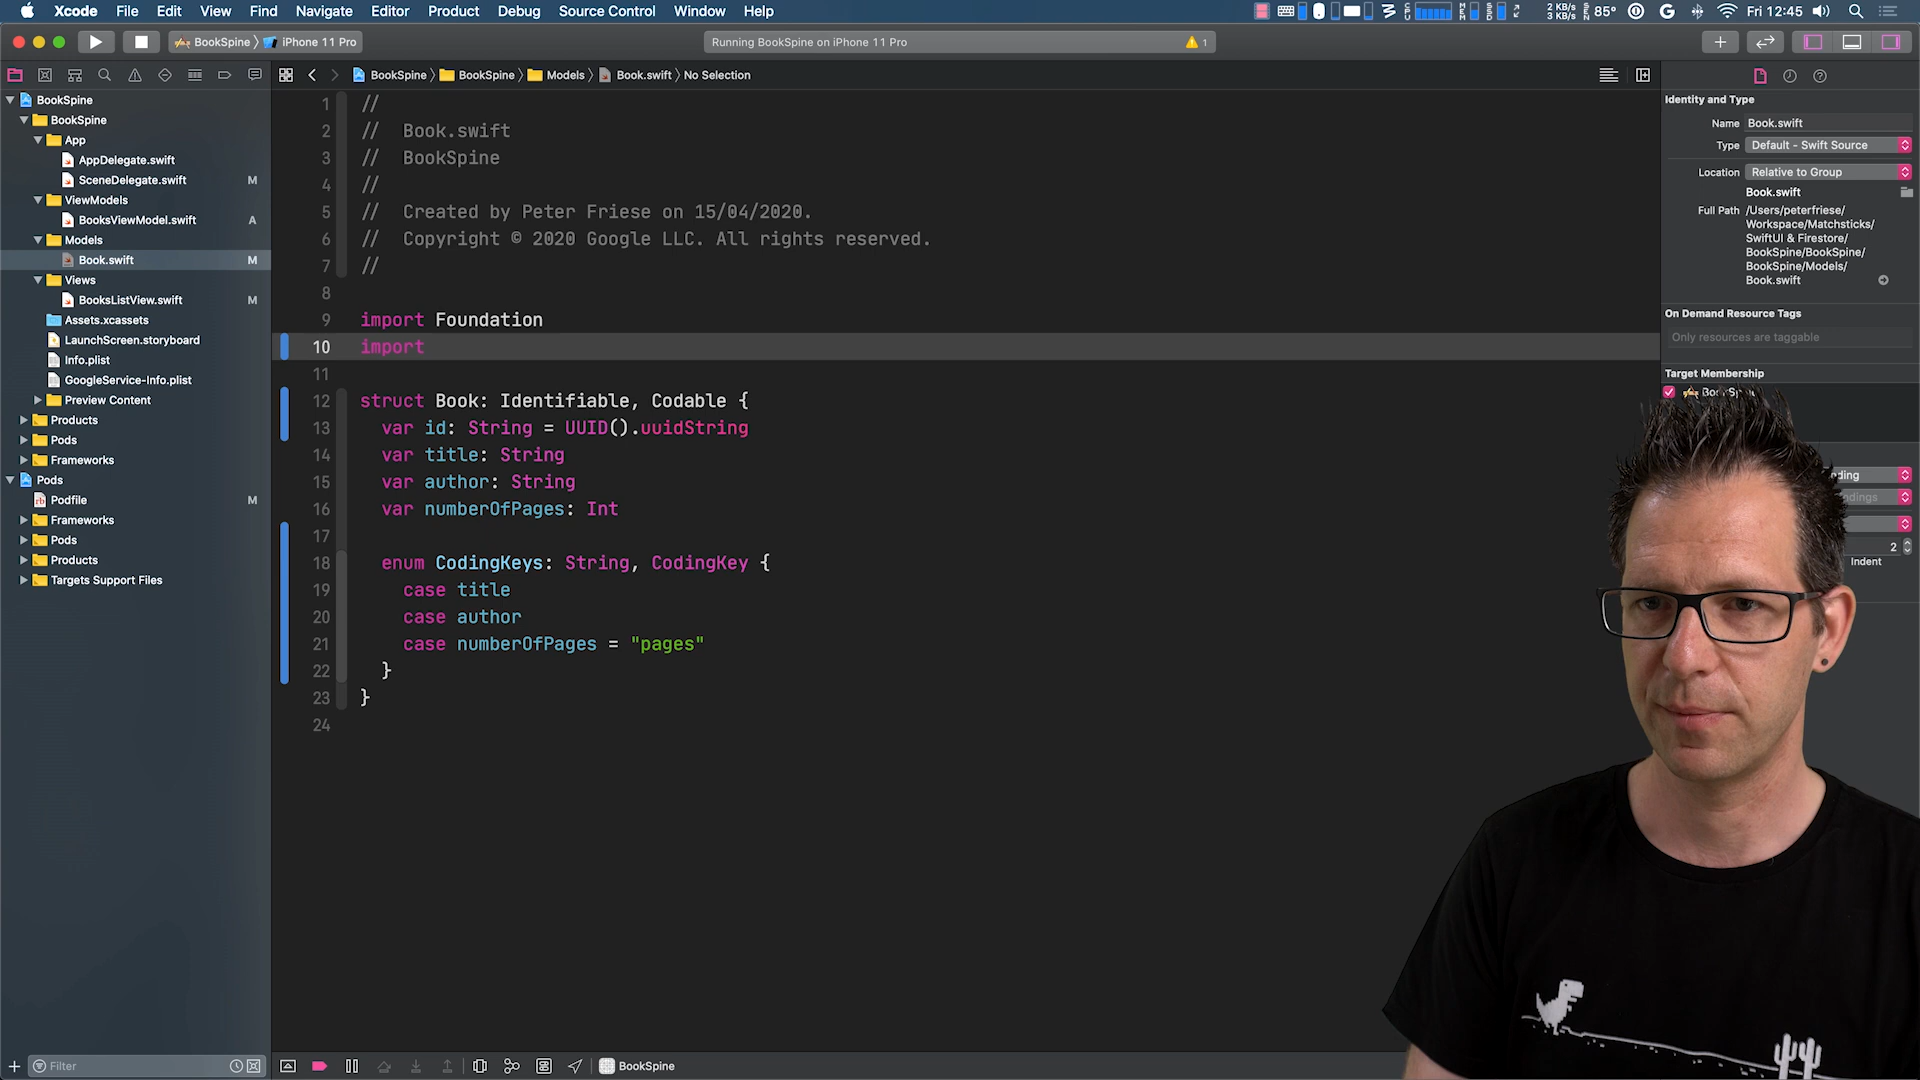 Xcode File Edit View Find Navigate Editor Product Debug Source Control Window Help
2 KB/s
3 KB/s
85° Fri 12:45
BookSpine iPhone 11 Pro
Running BookSpine on iPhone 11 Pro
1
BookSpine BookSpine Models Book.swift No Selection
BookSpine
BookSpine
App
AppDelegate.swift
SceneDelegate.swift M
ViewModels
BooksViewModel.swift A
Models
Book.swift M
Views
BooksListView.swift M
Assets.xcassets
LaunchScreen.storyboard
Info.plist
GoogleService-Info.plist
Preview Content
Products
Pods
Frameworks
Pods
Podfile M
Frameworks
Pods
Products
Targets Support Files
Filter
1 //
2 // Book.swift
3 // BookSpine
4 //
5 // Created by Peter Friese on 15/04/2020.
6 // Copyright © 2020 Google LLC. All rights reserved.
7 //
8
9 import Foundation
10 import
11
12 struct Book: Identifiable, Codable {
13 var id: String = UUID().uuidString
14 var title: String
15 var author: String
16 var numberOfPages: Int
17
18 enum CodingKeys: String, CodingKey {
19 case title
20 case author
21 case numberOfPages = "pages"
22 }
23 }
24
BookSpine
Identity and Type
Name Book.swift
Type Default - Swift Source
Location Relative to Group
Book.swift
Full Path /Users/peterfriese/
Workspace/Matchsticks/
SwiftUI & Firestore/
BookSpine/BookSpine/
BookSpine/Models/
Book.swift
On Demand Resource Tags
Only resources are taggable
Target Membership
2
Indent